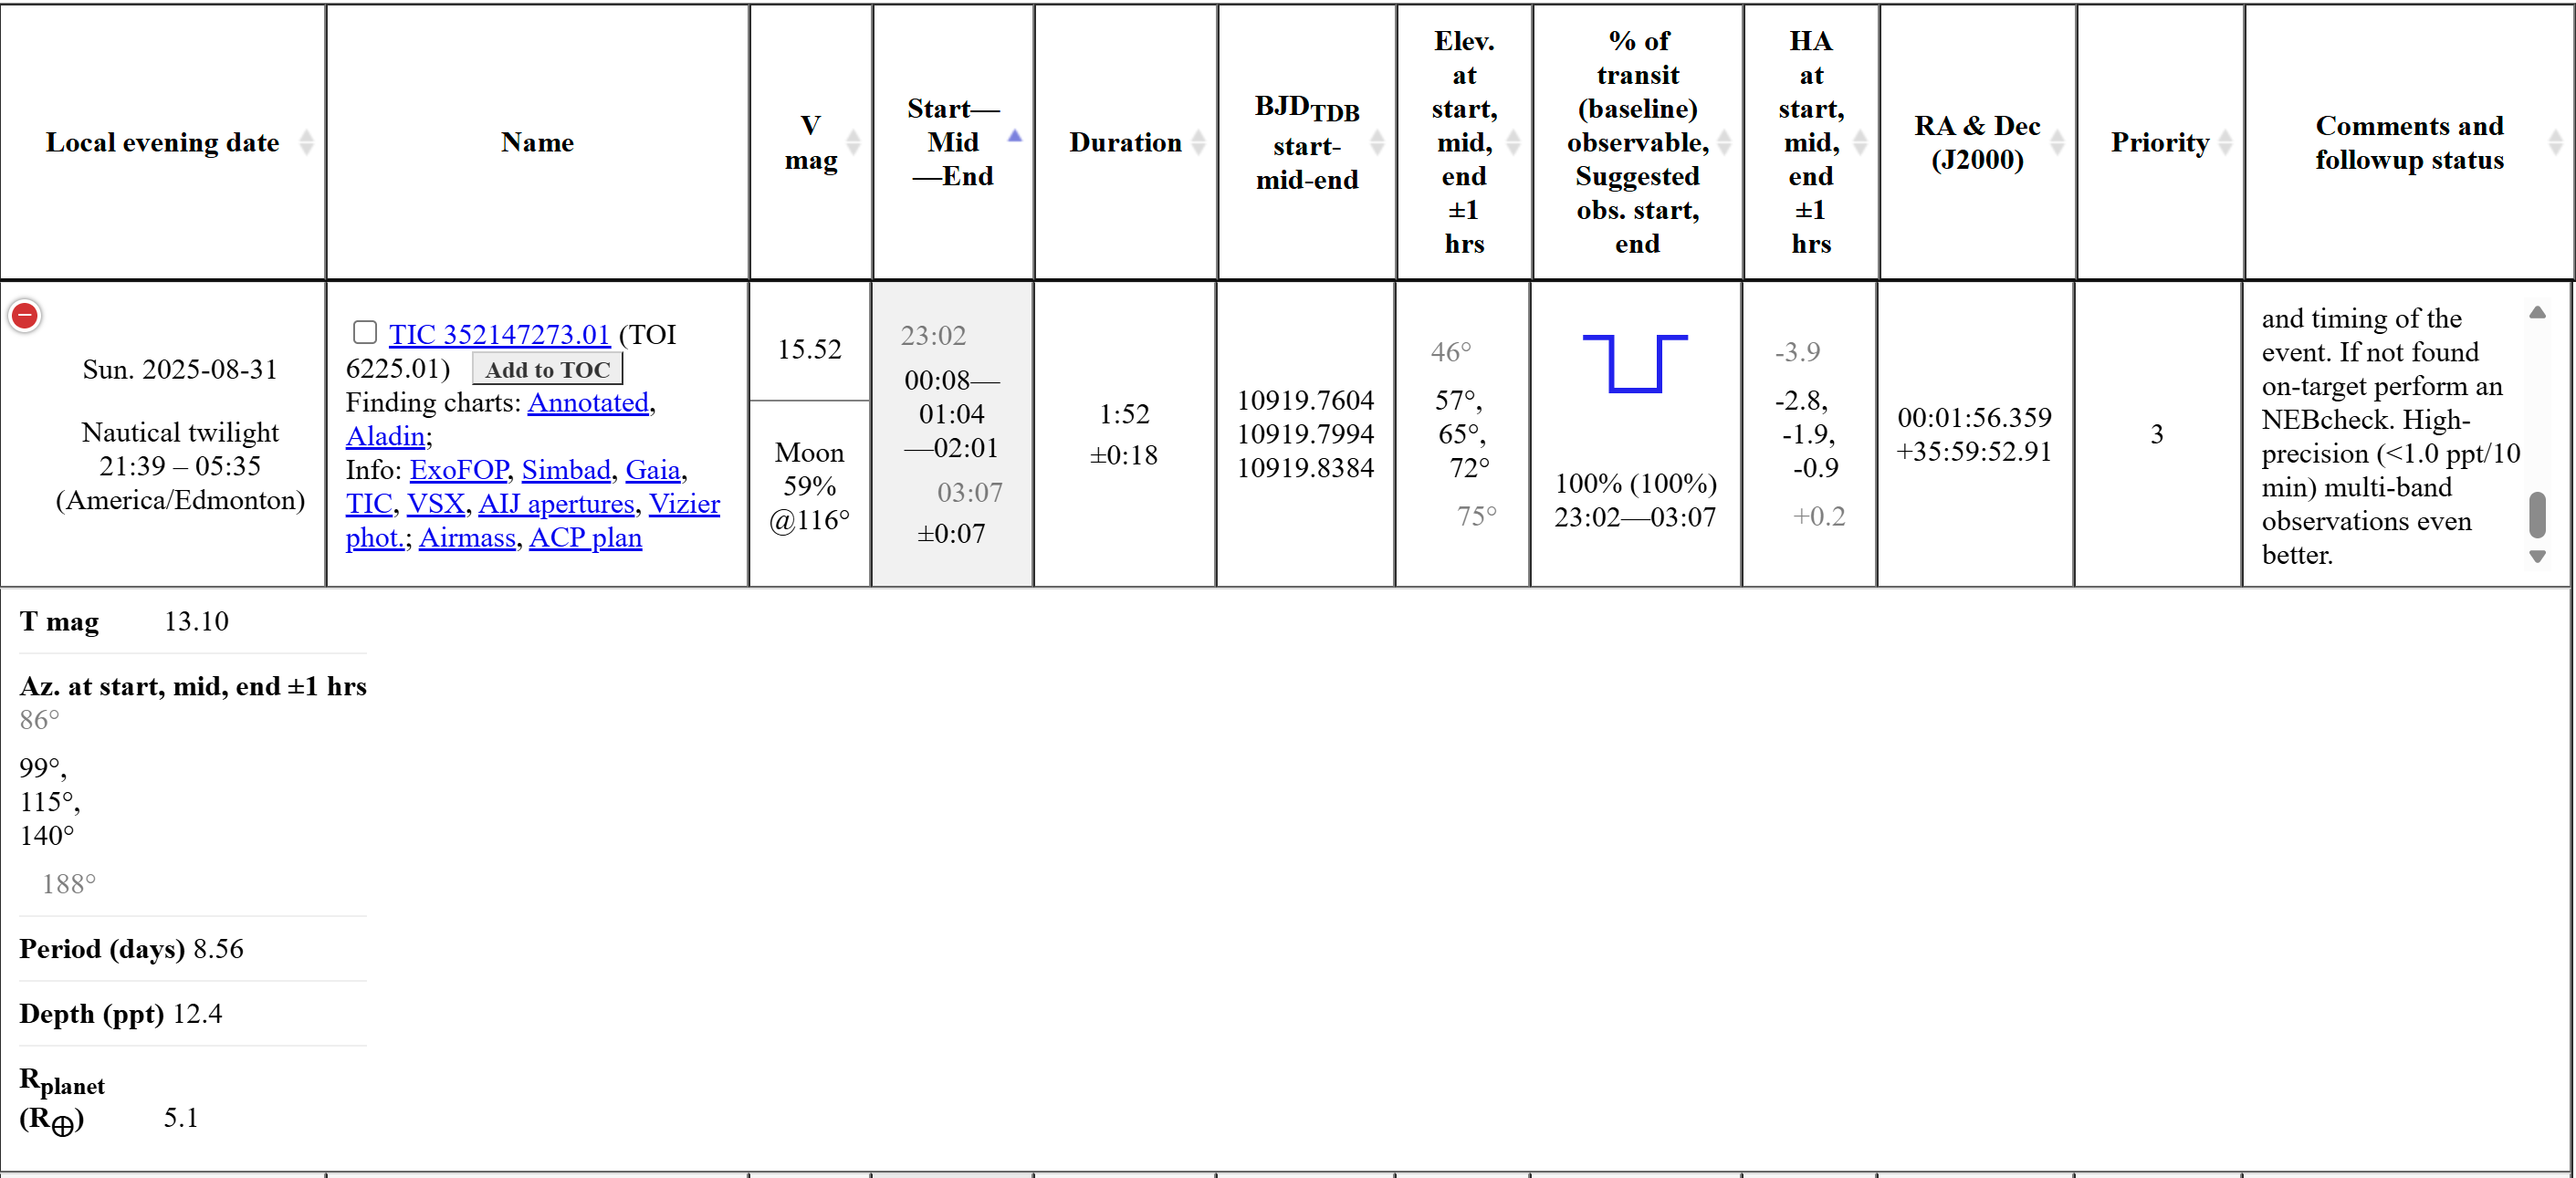 Local evening date
Name
V
mag
Start—
Mid
—End
Duration
BJDTDB
start-
mid-end
Elev.
at
start,
mid,
end
±1
hrs
% of
transit
(baseline)
observable,
Suggested
obs. start,
end
HA
at
start,
mid,
end
±1
hrs
RA & Dec
(J2000)
Priority
Comments and
followup status
Sun. 2025-08-31
Nautical twilight
21:39 – 05:35
(America/Edmonton)
TIC 352147273.01 (TOI
6225.01) Add to TOC
Finding charts: Annotated,
Aladin;
Info: ExoFOP, Simbad, Gaia,
TIC, VSX, AIJ apertures, Vizier
phot.; Airmass, ACP plan
15.52
Moon
59%
@116°
23:02
00:08—
01:04
—02:01
03:07
±0:07
1:52
±0:18
10919.7604
10919.7994
10919.8384
46°
57°,
65°,
72°
75°
100% (100%)
23:02—03:07
-3.9
-2.8,
-1.9,
-0.9
+0.2
00:01:56.359
+35:59:52.91
3
and timing of the
event. If not found
on-target perform an
NEBcheck. High-
precision (<1.0 ppt/10
min) multi-band
observations even
better.
T mag 13.10
Az. at start, mid, end ±1 hrs
86°
99°,
115°,
140°
188°
Period (days) 8.56
Depth (ppt) 12.4
Rplanet
(R⊕) 5.1